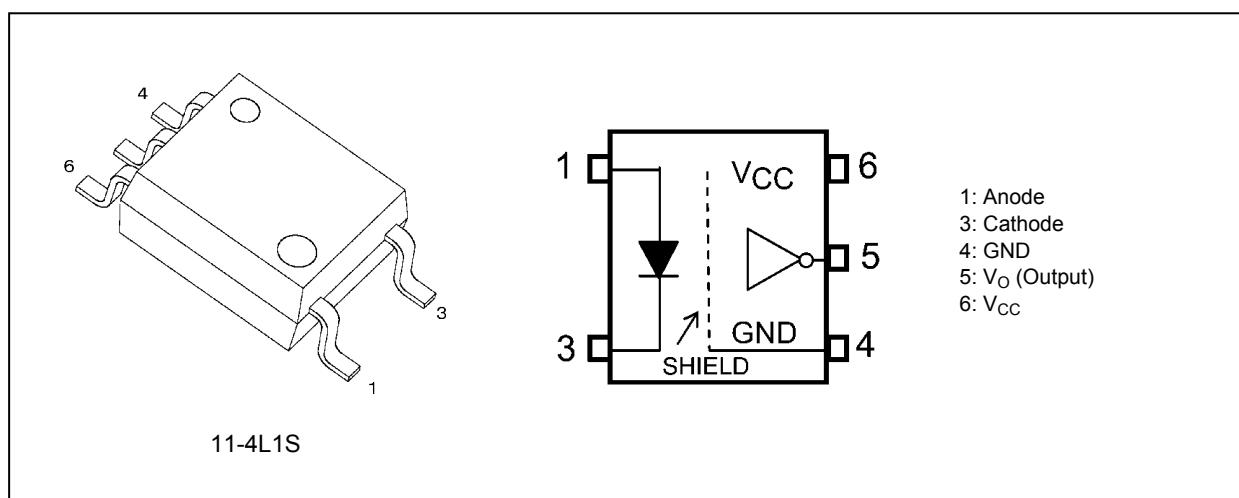 4
6
3
1
11-4L1S
1
VCC
6
5
3
GND
4
SHIELD
1: Anode
3: Cathode
4: GND
5: VO (Output)
6: VCC